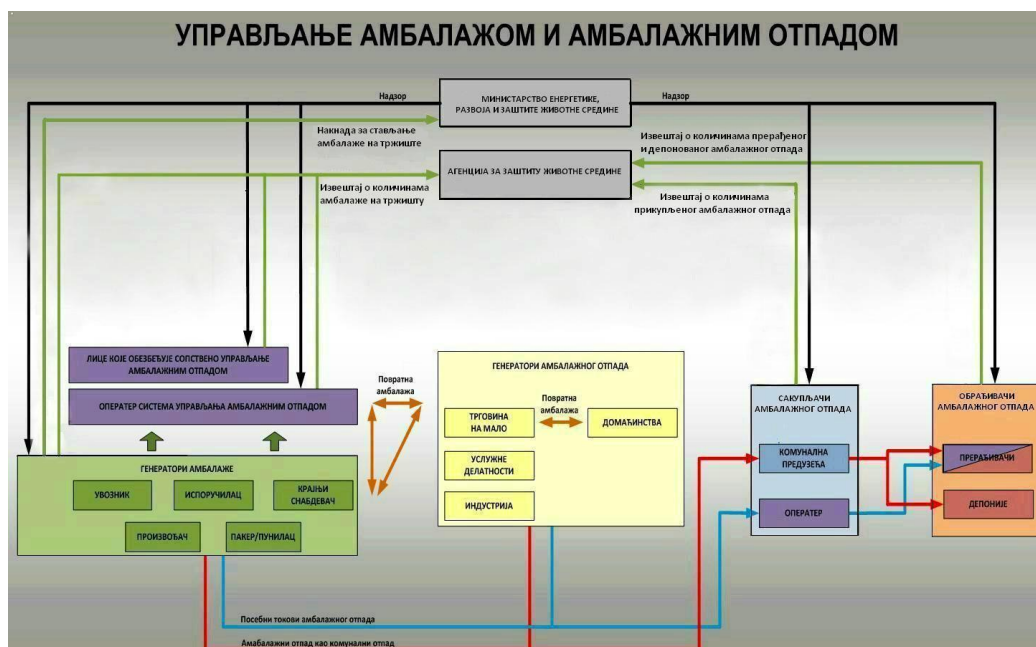 УПРАВЉАЊЕ АМБАЛАЖОМ И АМБАЛАЖНИМ ОТПАДОМ
Надзор
МИНИСТАРСТВО ЕНЕРГЕТИКЕ,
РАЗВОЈА И ЗАШТИТЕ ЖИВОТНЕ СРЕДИНЕ
Надзор
Накнада за стављање
амбалаже на тржиште
Извештај о количинама прерађеног
и депонованог амбалажног отпада
АГЕНЦИЈА ЗА ЗАШТИТУ ЖИВОТНЕ СРЕДИНЕ
Извештај о количинама
амбалаже на тржишту
Извештај о количинама
прикупљеног амбалажног отпада
ЛИЦЕ КОЈЕ ОБЕЗБЕЂУЈЕ СОПСТВЕНО УПРАВЉАЊЕ
АМБАЛАЖНИМ ОТПАДОМ
ОПЕРАТЕР СИСТЕМА УПРАВЉАЊА АМБАЛАЖНИМ ОТПАДОМ
Повратна
амбалажа
ГЕНЕРАТОРИ АМБАЛАЖНОГ ОТПАДА
ТРГОВИНА
НА МАЛО
Повратна
амбалажа
ДОМАЋИНСТВА
УСЛУЖНЕ
ДЕЛАТНОСТИ
ИНДУСТРИЈА
САКУПЉАЧИ
АМБАЛАЖНОГ ОТПАДА
КОМУНАЛНА
ПРЕДУЗЕЋА
ОПЕРАТЕР
ОБРАЂИВАЧИ
АМБАЛАЖНОГ ОТПАДА
ПРЕРАЂИВАЧИ
ДЕПОНИЈЕ
ГЕНЕРАТОРИ АМБАЛАЖЕ
УВОЗНИК
ИСПОРУЧИЛАЦ
КРАЈЊИ
СНАБДЕВАЧ
ПРОИЗВОЂАЧ
ПАКЕР/ПУНИЛАЦ
Посебни токови амбалажног отпада
Амабалажни отпад као комунални отпад